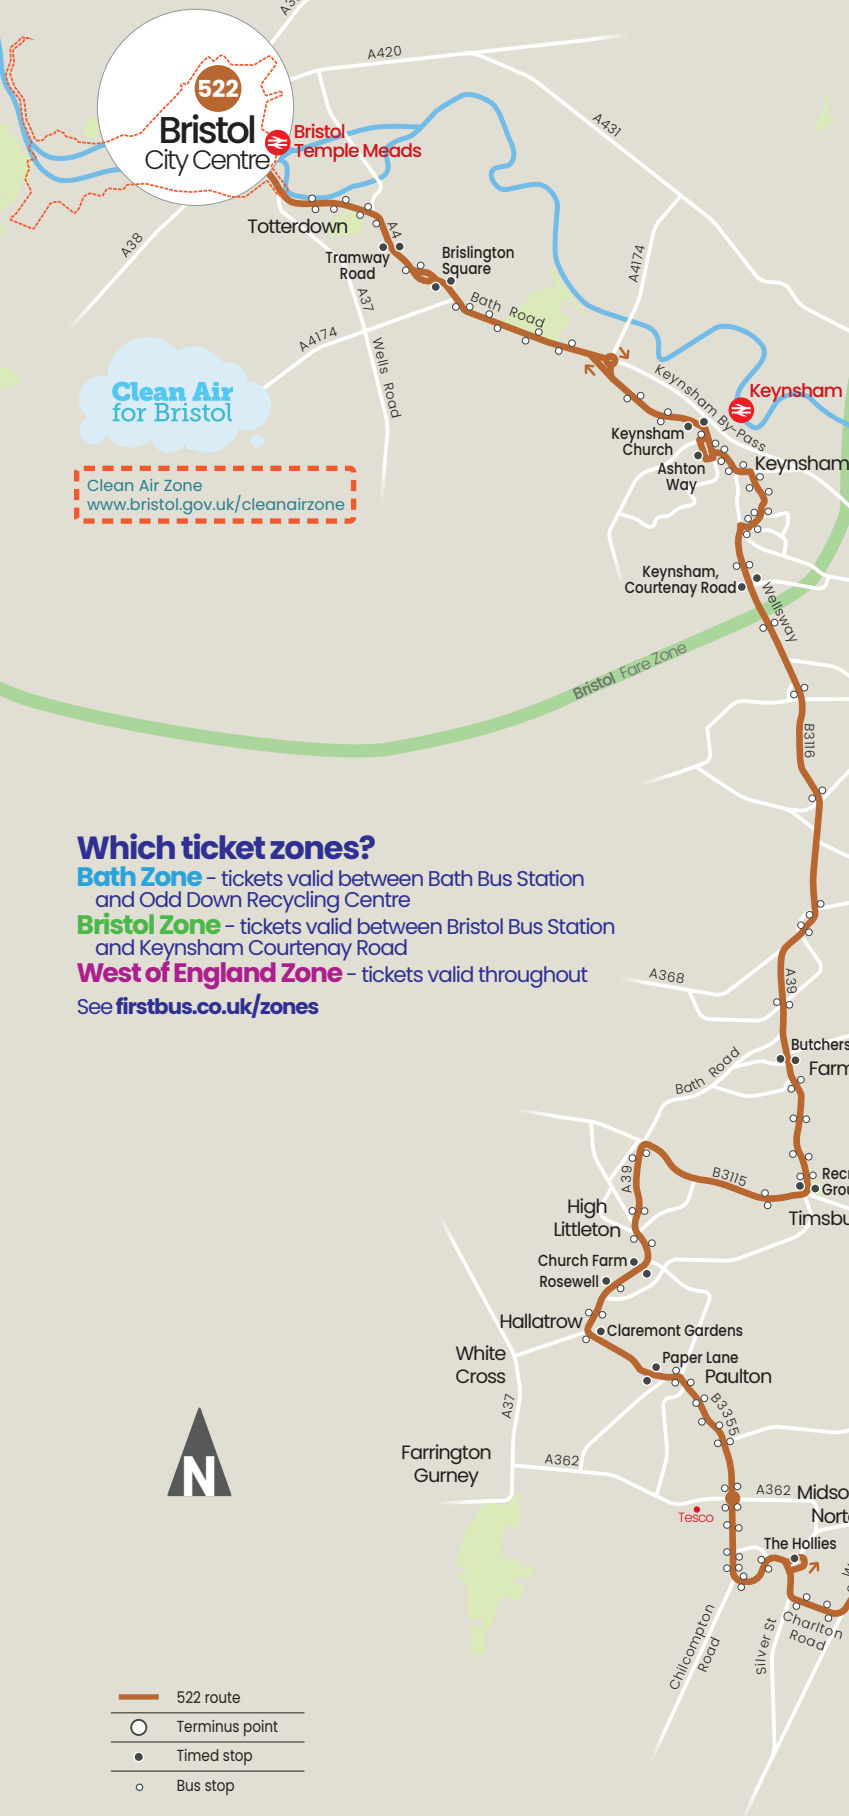 A420
522
Bristol
City Centre
Bristol
Temple Meads
A431
Totterdown
A4
A38
Tramway
Road
Brislington
Square
A4174
A37
Bath Road
A4174
Wells Road
Clean Air
for Bristol
Keynsham By-Pass
Keynsham
Keynsham
Church
Ashton
Way
Keynsham
Clean Air Zone
www.bristol.gov.uk/cleanairzone
Keynsham,
Courtenay Road
Wellsway
Bristol Fare Zone
B3116
Which ticket zones?
Bath Zone – tickets valid between Bath Bus Station
and Odd Down Recycling Centre
Bristol Zone – tickets valid between Bristol Bus Station
and Keynsham Courtenay Road
West of England Zone – tickets valid throughout
See firstbus.co.uk/zones
A368
A39
Butchers
Bath Road
Farm
A39
B3115
High
Littleton
Timsbu
Church Farm
Rosewell
Hallatrow
Claremont Gardens
White
Cross
Paper Lane
Paulton
A37
B3355
Farrington
Gurney
A362
A362
Midso
Nort
Tesco
The Hollies
N
Chilcompton
Road
Silver St
Charlton
Road
522 route
Terminus point
Timed stop
Bus stop